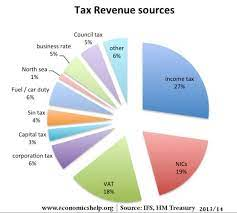 Tax Revenue sources
Council tax
5%
other
6%
business rate
5%
North sea
1%
Fuel / car duty
6%
Sin tax
4%
Capital tax
3%
corporation tax
6%
VAT
18%
NICs
19%
Income tax
27%
www.economicshelp.org | Source: IFS, HM Treasury 2013/14